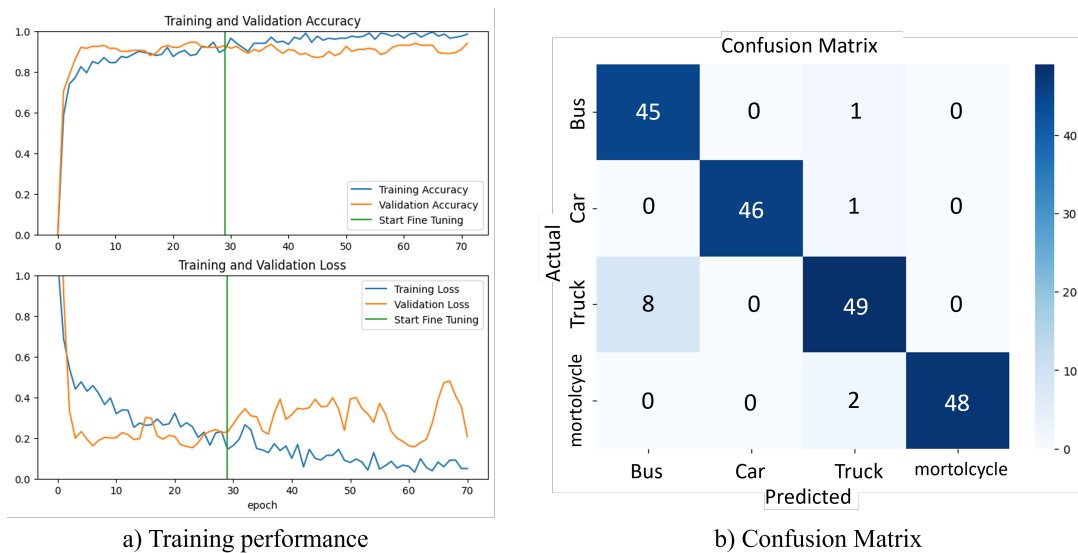 Training and Validation Accuracy
1.0
0.8
0.6
0.4
0.2
0.0
Training Accuracy
Validation Accuracy
Start Fine Tuning
0 10 20 30 40 50 60 70
Training and Validation Loss
1.0
0.8
0.6
0.4
0.2
0.0
Training Loss
Validation Loss
Start Fine Tuning
0 10 20 30 40 50 60 70
epoch
a) Training performance
Confusion Matrix
Actual
Bus
45 0 1 0
Car
0 46 1 0
Truck
8 0 49 0
mortolcycle
0 0 2 48
Bus Car Truck mortolcycle
Predicted
40
30
20
10
0
b) Confusion Matrix